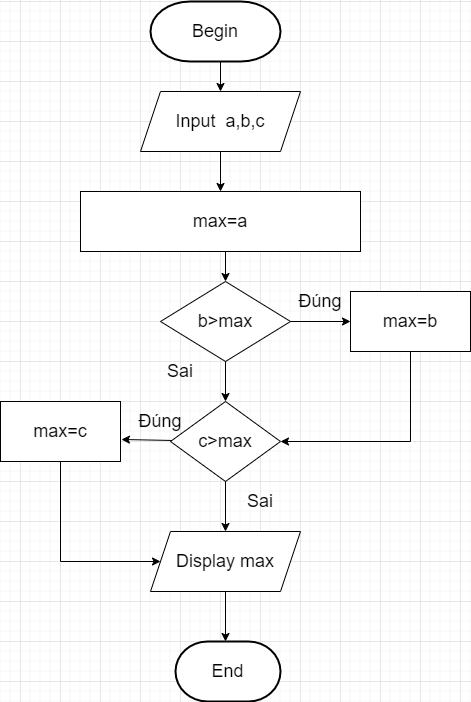 Begin
Input a,b,c
max=a
b>max
Đúng
max=b
Sai
max=c
Đúng
c>max
Sai
Display max
End